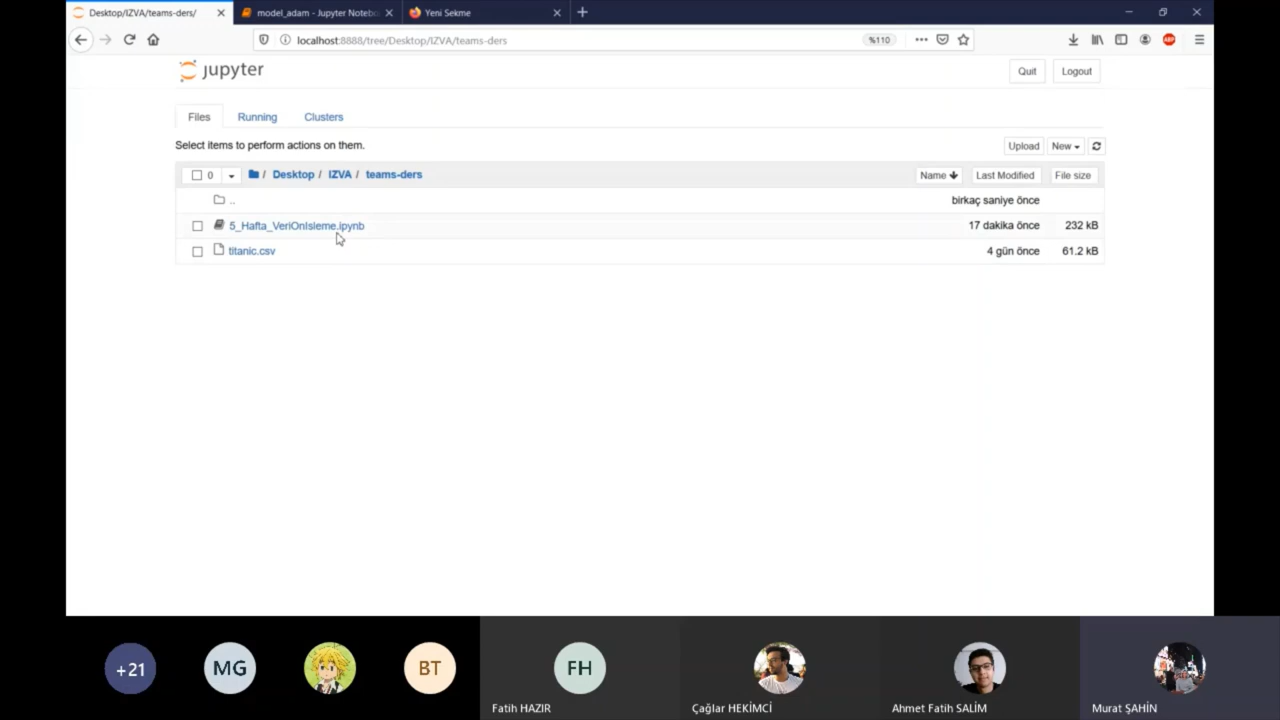 Desktop/IZVA/teams-ders/
model_adam - Jupyter Notebo
Yeni Sekme
localhost:8888/tree/Desktop/IZVA/teams-ders
%110
ABP
jupyter
Quit
Logout
Files
Running
Clusters
Select items to perform actions on them.
Upload
New
0
/ Desktop / IZVA / teams-ders
Name
Last Modified
File size
..
birkaç saniye önce
5_Hafta_VeriOnIsleme.ipynb
17 dakika önce
232 kB
titanic.csv
4 gün önce
61.2 kB
+21
MG
BT
FH
Fatih HAZIR
Çağlar HEKİMCİ
Ahmet Fatih SALİM
Murat ŞAHİN